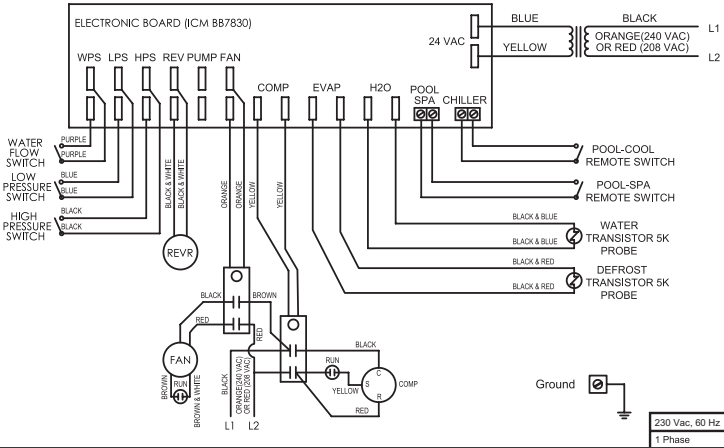 ELECTRONIC BOARD (ICM BB7830)
BLUE
BLACK
L1
24 VAC
ORANGE(240 VAC)
OR RED (208 VAC)
YELLOW
L2
WPS LPS HPS REV PUMP FAN
COMP
EVAP
H2O
POOL
SPA
CHILLER
WATER
FLOW
SWITCH
PURPLE
PURPLE
LOW
PRESSURE
SWITCH
BLUE
BLUE
HIGH
PRESSURE
SWITCH
BLACK
BLACK
BLACK & WHITE
BLACK & WHITE
ORANGE
ORANGE
YELLOW
YELLOW
POOL-COOL
REMOTE SWITCH
POOL-SPA
REMOTE SWITCH
BLACK & BLUE
BLACK & BLUE
WATER
TRANSISTOR 5K
PROBE
BLACK & RED
BLACK & RED
DEFROST
TRANSISTOR 5K
PROBE
REVR
BLACK
BROWN
RED
RED
FAN
RUN
BROWN
BROWN & WHITE
BLACK
ORANGE(240 VAC)
OR RED (208 VAC)
L1
L2
BLACK
RUN
YELLOW
RED
C
S
R
COMP
Ground
230 Vac, 60 Hz
1 Phase